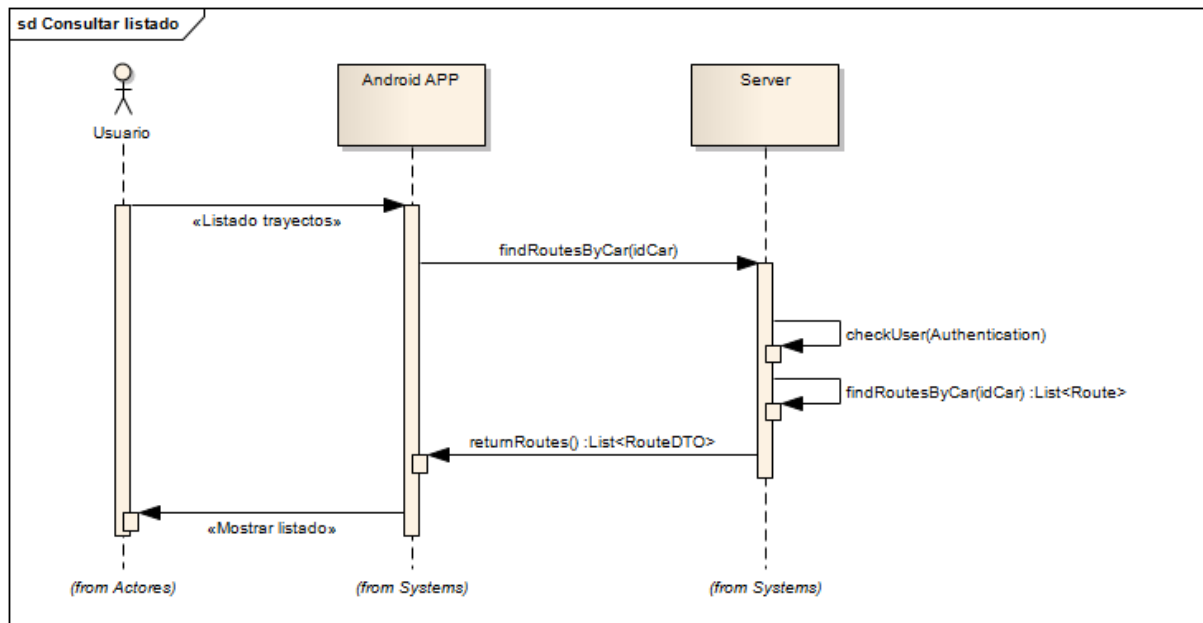 sd Consultar listado
Usuario
Android APP
Server
«Listado trayectos»
findRoutesByCar(idCar)
checkUser(Authentication)
findRoutesByCar(idCar) :List<Route>
returnRoutes() :List<RouteDTO>
«Mostrar listado»
(from Actores)
(from Systems)
(from Systems)